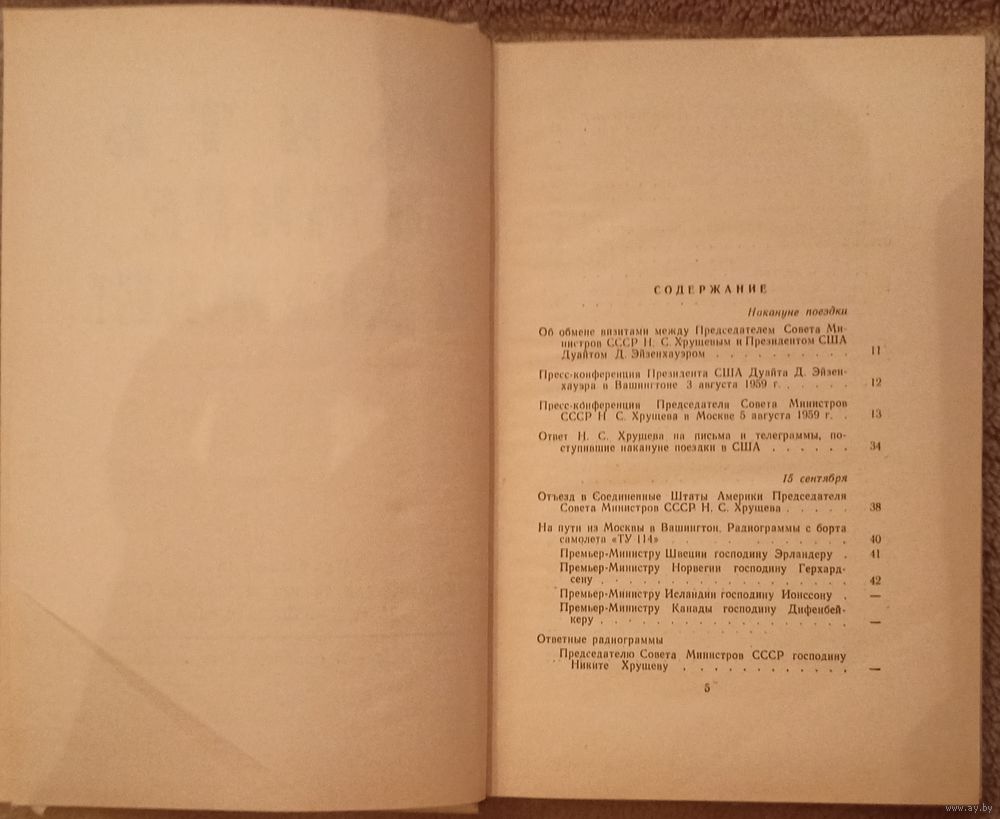 СОДЕРЖАНИЕ
Накануне поездки
Об обмене визитами между Председателем Совета Ми-
нистров СССР Н. С. Хрущевым и Президентом США
Дуайтом Д. Эйзенхауэром . . . . . . . . . . 11
Пресс-конференция Президента США Дуайта Д. Эйзен-
хауэра в Вашингтоне 3 августа 1959 г. . . . . . 12
Пресс-конференция Председателя Совета Министров
СССР Н. С. Хрущева в Москве 5 августа 1959 г. . 13
Ответ Н. С. Хрущева на письма и телеграммы, по-
ступившие накануне поездки в США . . . . . . 34
15 сентября
Отъезд в Соединенные Штаты Америки Председателя
Совета Министров СССР Н. С. Хрущева . . . . . 38
На пути из Москвы в Вашингтон. Радиограммы с борта
самолета «ТУ 114» . . . . . . . . . . . . . . 40
Премьер-Министру Швеции господину Эрландеру . 41
Премьер-Министру Норвегии господину Герхард-
сену . . . . . . . . . . . . . . . . . . 42
Премьер-Министру Исландии господину Ионссону . —
Премьер-Министру Канады господину Дифенбей-
керу . . . . . . . . . . . . . . . . . . —
Ответные радиограммы
Председателю Совета Министров СССР господину
Никите Хрущеву . . . . . . . . . . . . —
5
www.ay.by